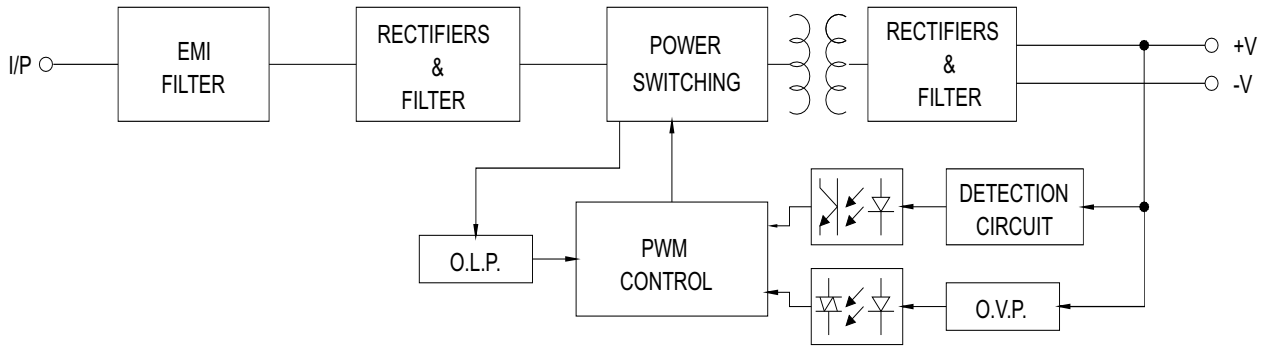 I/P
EMI
FILTER
RECTIFIERS
&
FILTER
POWER
SWITCHING
RECTIFIERS
&
FILTER
+V
-V
DETECTION
CIRCUIT
O.L.P.
PWM
CONTROL
O.V.P.